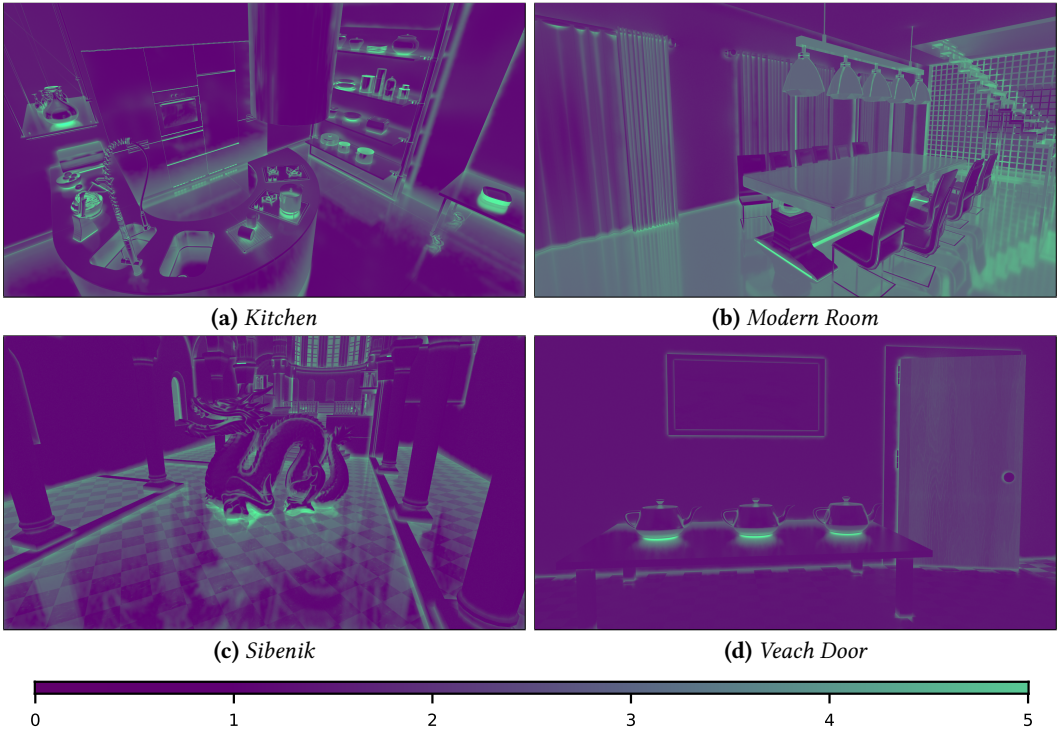 (a) Kitchen
(b) Modern Room
(c) Sibenik
(d) Veach Door
0 1 2 3 4 5